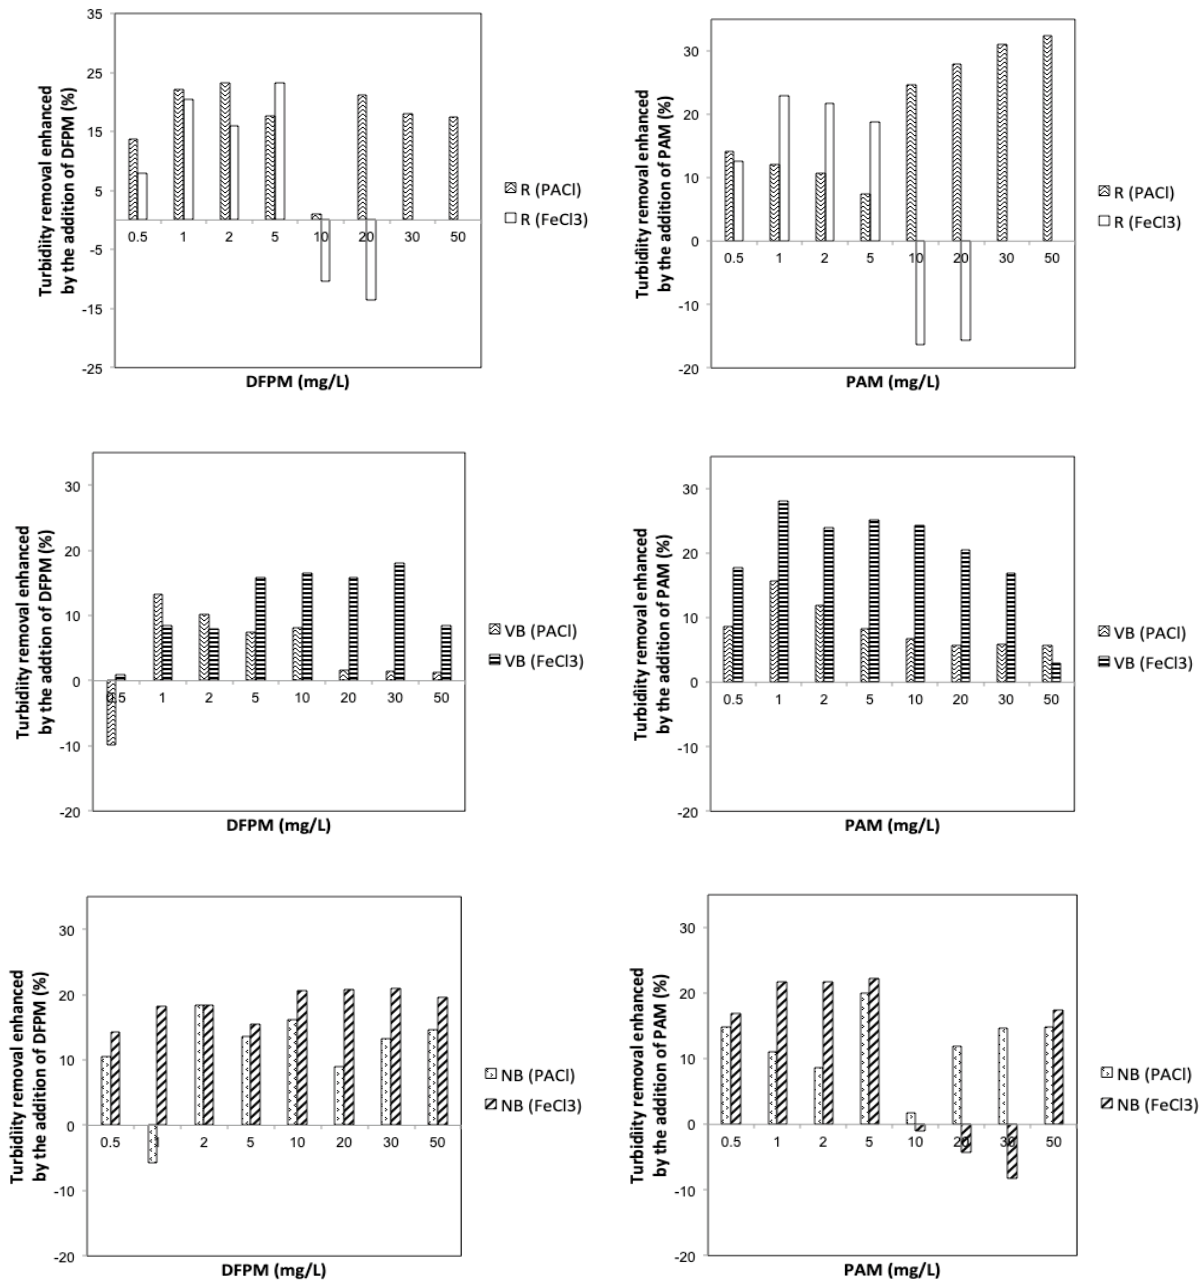 Turbidiity removal enhanced
by the addition of DFPM (%)
35
25
15
5
-5
-15
-25
0.5 1 2 5 10 20 30 50
DFPM (mg/L)
R (PACl)
R (FeCl3)
Turbidity removal enhanced
by the addition of PAM (%)
30
20
10
0
-10
-20
0.5 1 2 5 10 20 30 50
PAM (mg/L)
R (PACl)
R (FeCl3)
Turbidity removal enhanced
by the addition of DFPM (%)
30
20
10
0
-10
-20
0.5 1 2 5 10 20 30 50
DFPM (mg/L)
VB (PACl)
VB (FeCl3)
Turbidity removal enhanced
by the addition of PAM (%)
30
20
10
0
-10
-20
0.5 1 2 5 10 20 30 50
PAM (mg/L)
VB (PACl)
VB (FeCl3)
Turbidity removal enhanced
by the addition of DFPM (%)
30
20
10
0
-10
-20
0.5 2 5 10 20 30 50
DFPM (mg/L)
NB (PACl)
NB (FeCl3)
Turbidity removal enhanced
by the addition of PAM (%)
30
20
10
0
-10
-20
0.5 1 2 5 10 20 30 50
PAM (mg/L)
NB (PACl)
NB (FeCl3)